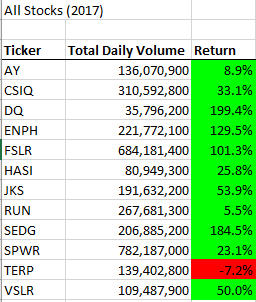 All Stocks (2017)
Ticker Total Daily Volume Return
AY 136,070,900 8.9%
CSIQ 310,592,800 33.1%
DQ 35,796,200 199.4%
ENPH 221,772,100 129.5%
FSLR 684,181,400 101.3%
HASI 80,949,300 25.8%
JKS 191,632,200 53.9%
RUN 267,681,300 5.5%
SEDG 206,885,200 184.5%
SPWR 782,187,000 23.1%
TERP 139,402,800 -7.2%
VSLR 109,487,900 50.0%